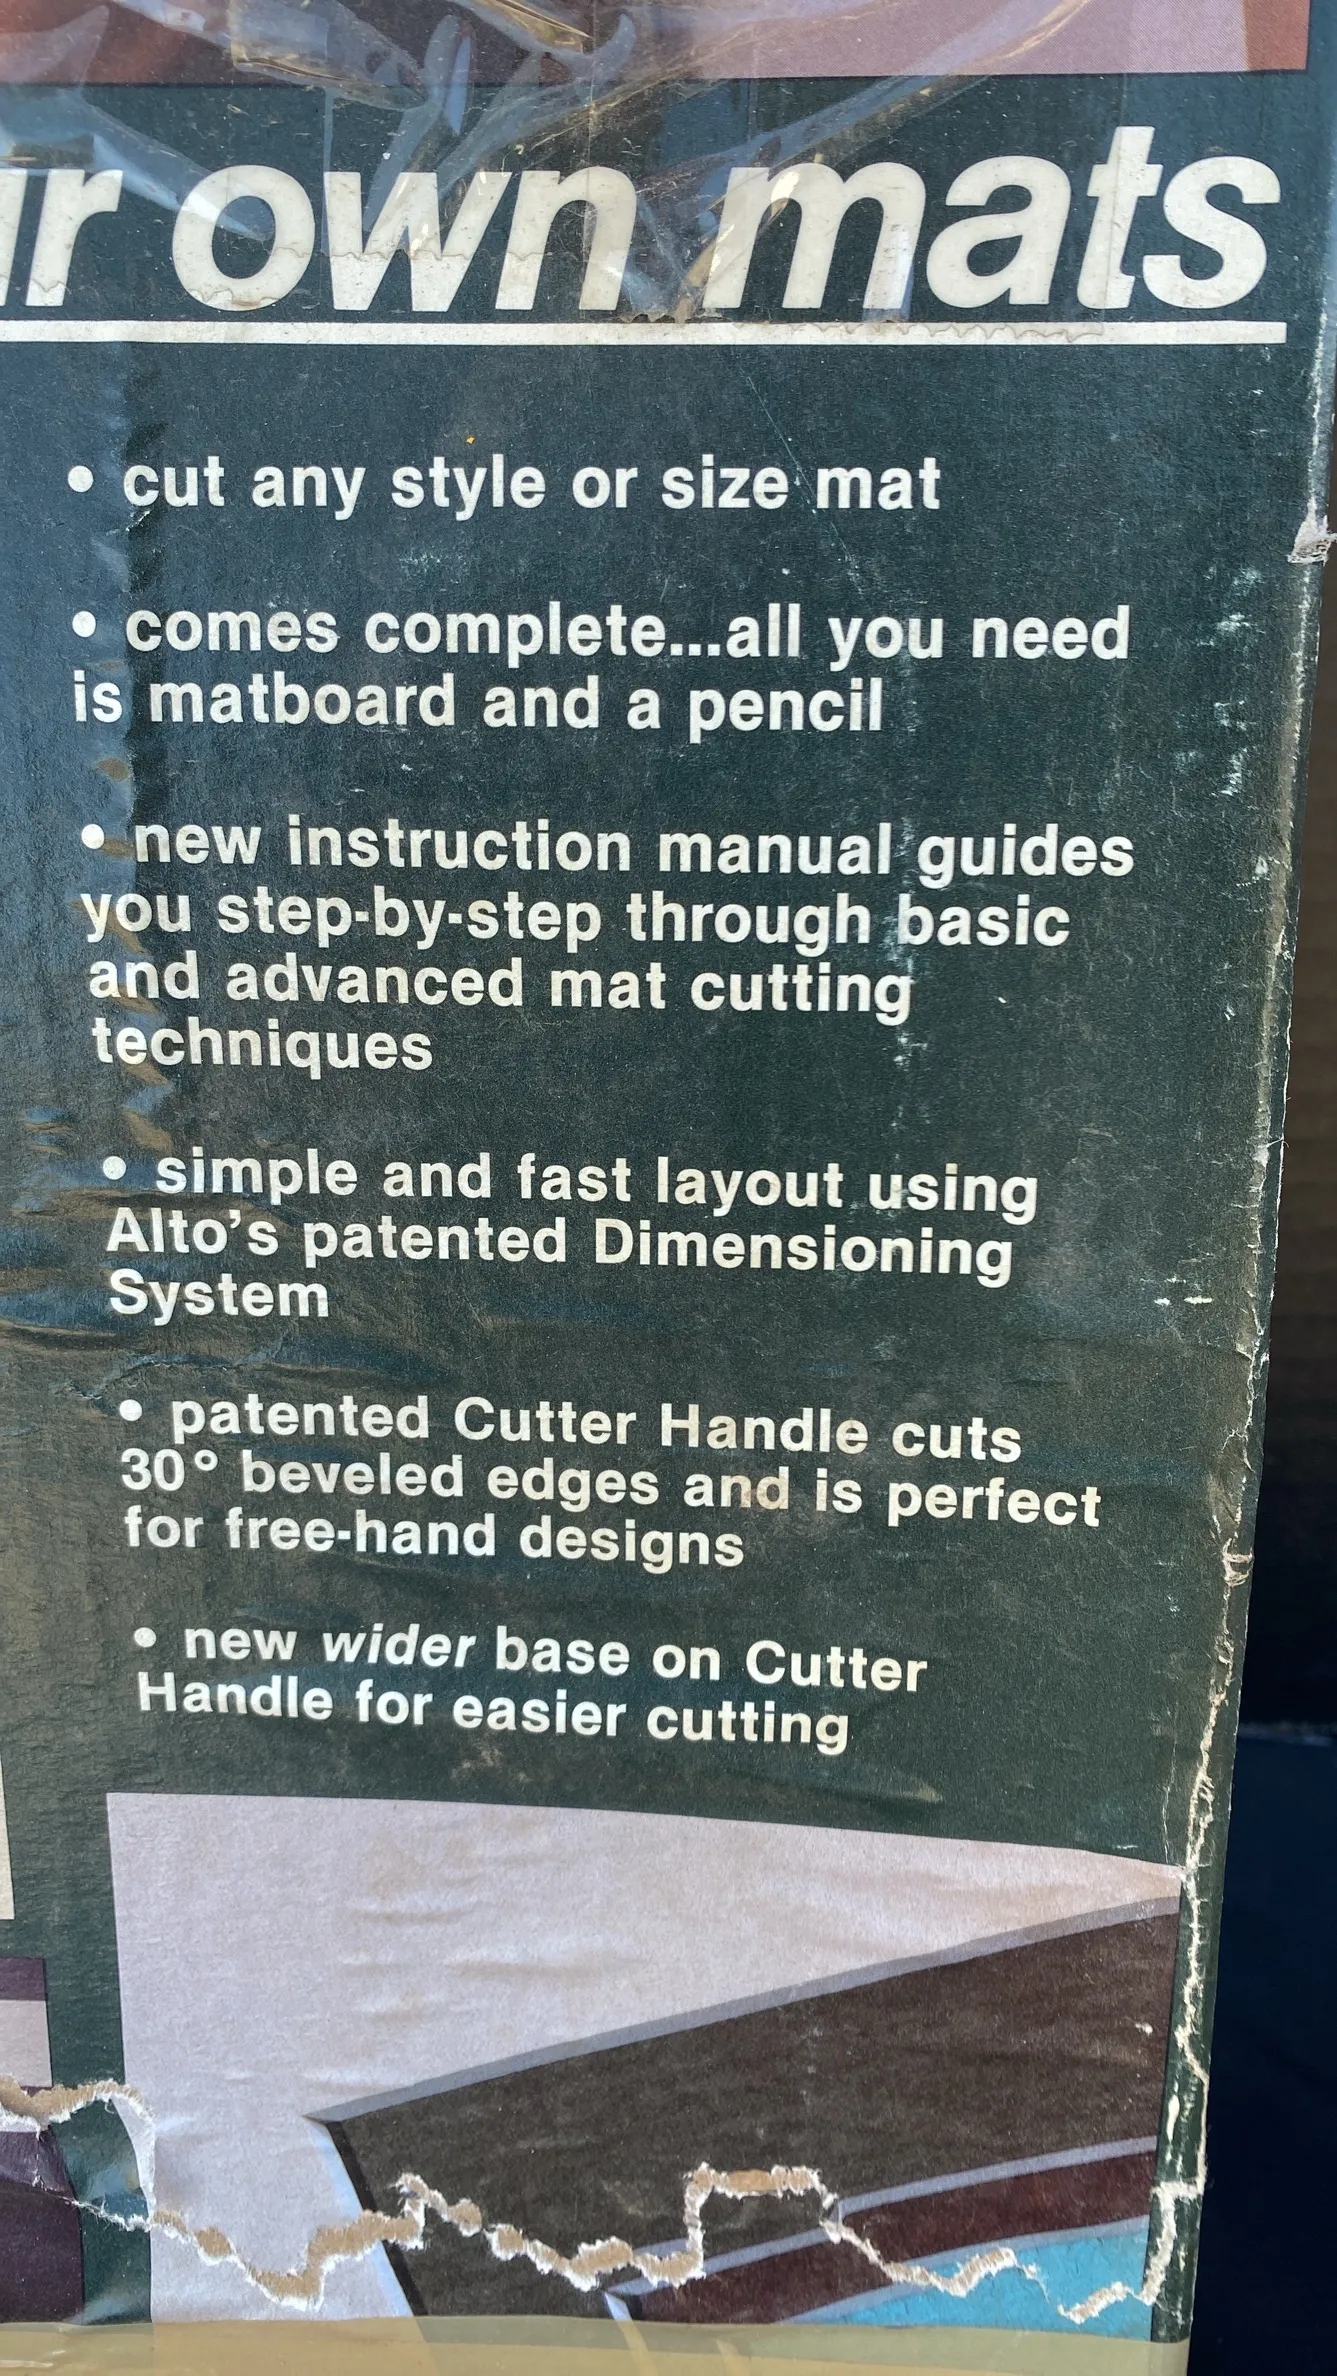 own mats
• cut any style or size mat
• comes complete...all you need
is matboard and a pencil
• new instruction manual guides
you step-by-step through basic
and advanced mat cutting
techniques
• simple and fast layout using
Alto's patented Dimensioning
System
• patented Cutter Handle cuts
30° beveled edges and is perfect
for free-hand designs
• new wider base on Cutter
Handle for easier cutting